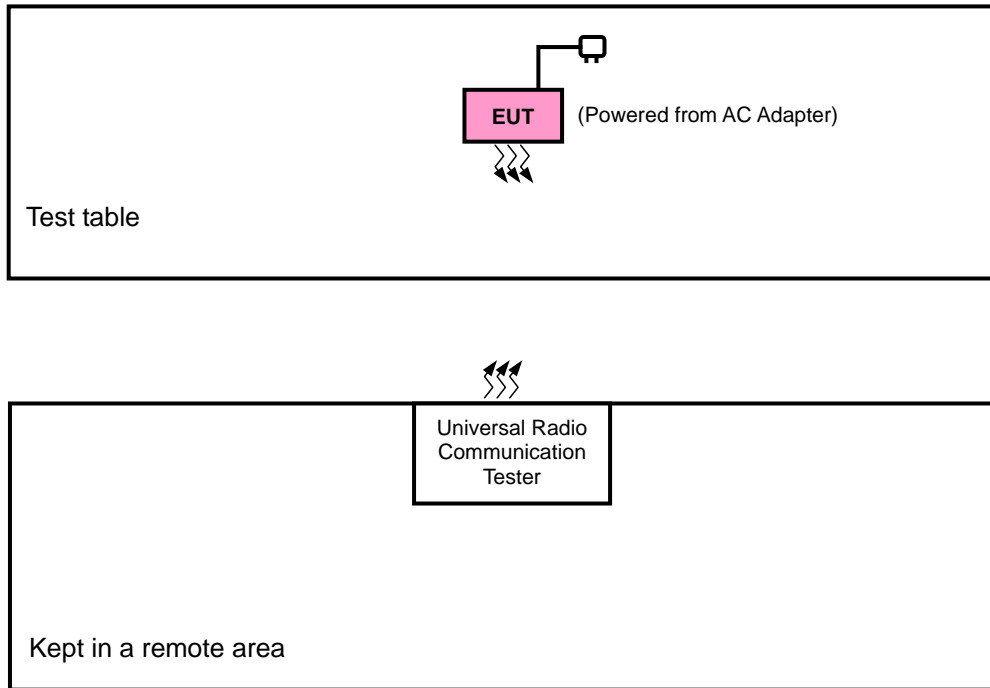 EUT
(Powered from AC Adapter)
Test table
Universal Radio
Communication
Tester
Kept in a remote area